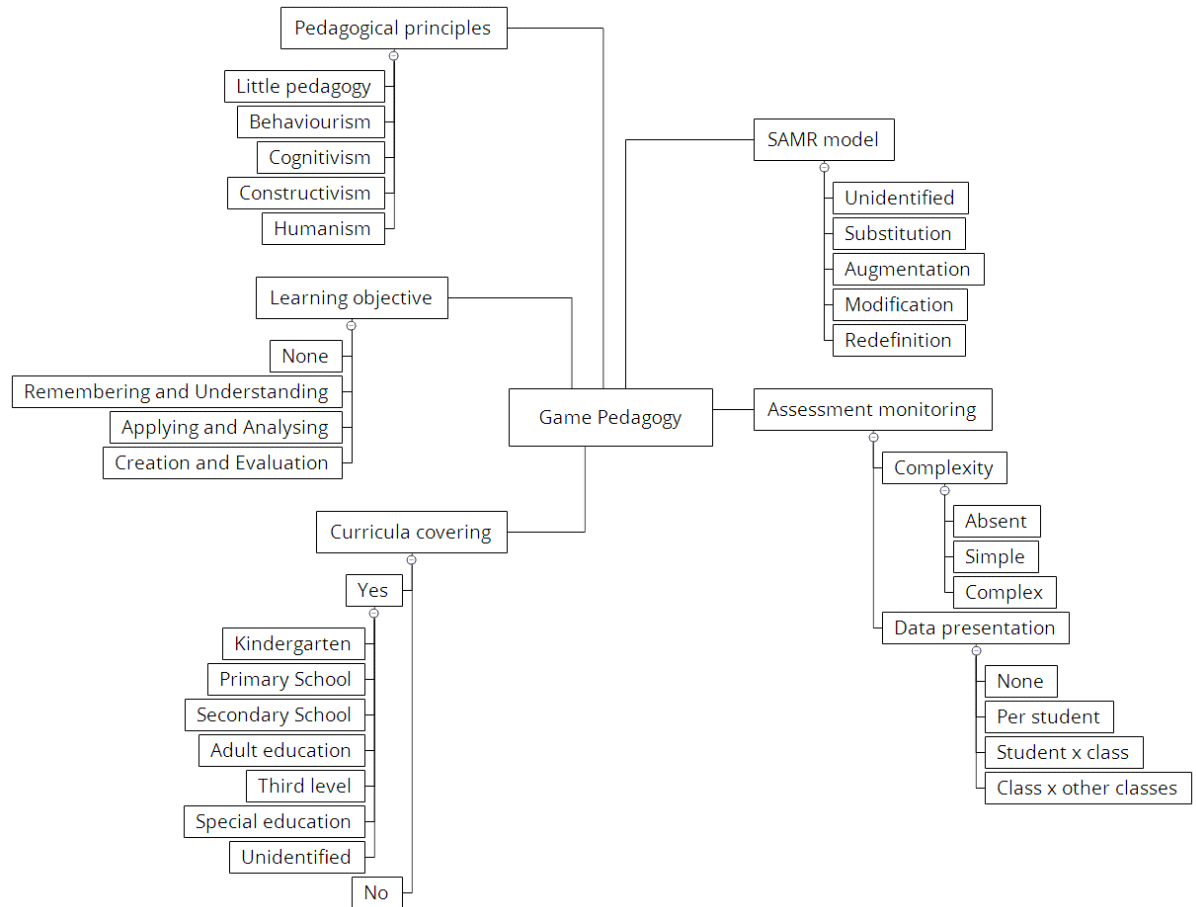 Pedagogical principles
Little pedagogy
Behaviourism
Cognitivism
Constructivism
Humanism
Learning objective
None
Remembering and Understanding
Applying and Analysing
Creation and Evaluation
Curricula covering
Yes
Kindergarten
Primary School
Secondary School
Adult education
Third level
Special education
Unidentified
No
Game Pedagogy
SAMR model
Unidentified
Substitution
Augmentation
Modification
Redefinition
Assessment monitoring
Complexity
Absent
Simple
Complex
Data presentation
None
Per student
Student x class
Class x other classes